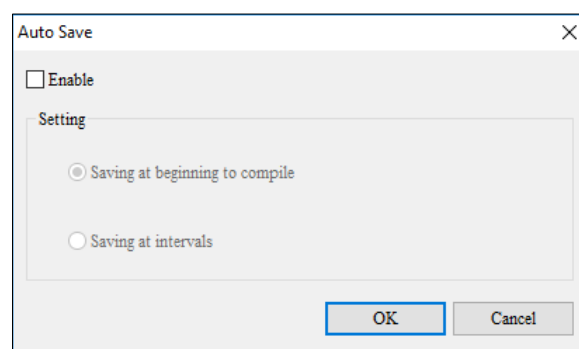 Auto Save
Enable
Setting
Saving at beginning to compile
Saving at intervals
OK Cancel